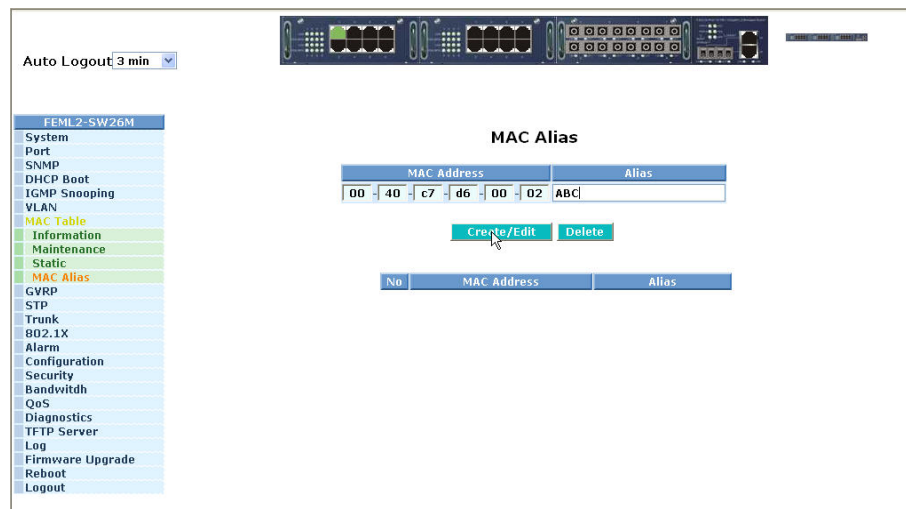 Auto Logout 3 min
FEML2-SW26M
System
Port
SNMP
DHCP Boot
IGMP Snooping
VLAN
MAC Table
Information
Maintenance
Static
MAC Alias
GVRP
STP
Trunk
802.1X
Alarm
Configuration
Security
Bandwitdh
QoS
Diagnostics
TFTP Server
Log
Firmware Upgrade
Reboot
Logout
MAC Alias
MAC Address Alias
00 - 40 - c7 - d6 - 00 - 02 ABC
Create/Edit Delete
No MAC Address Alias